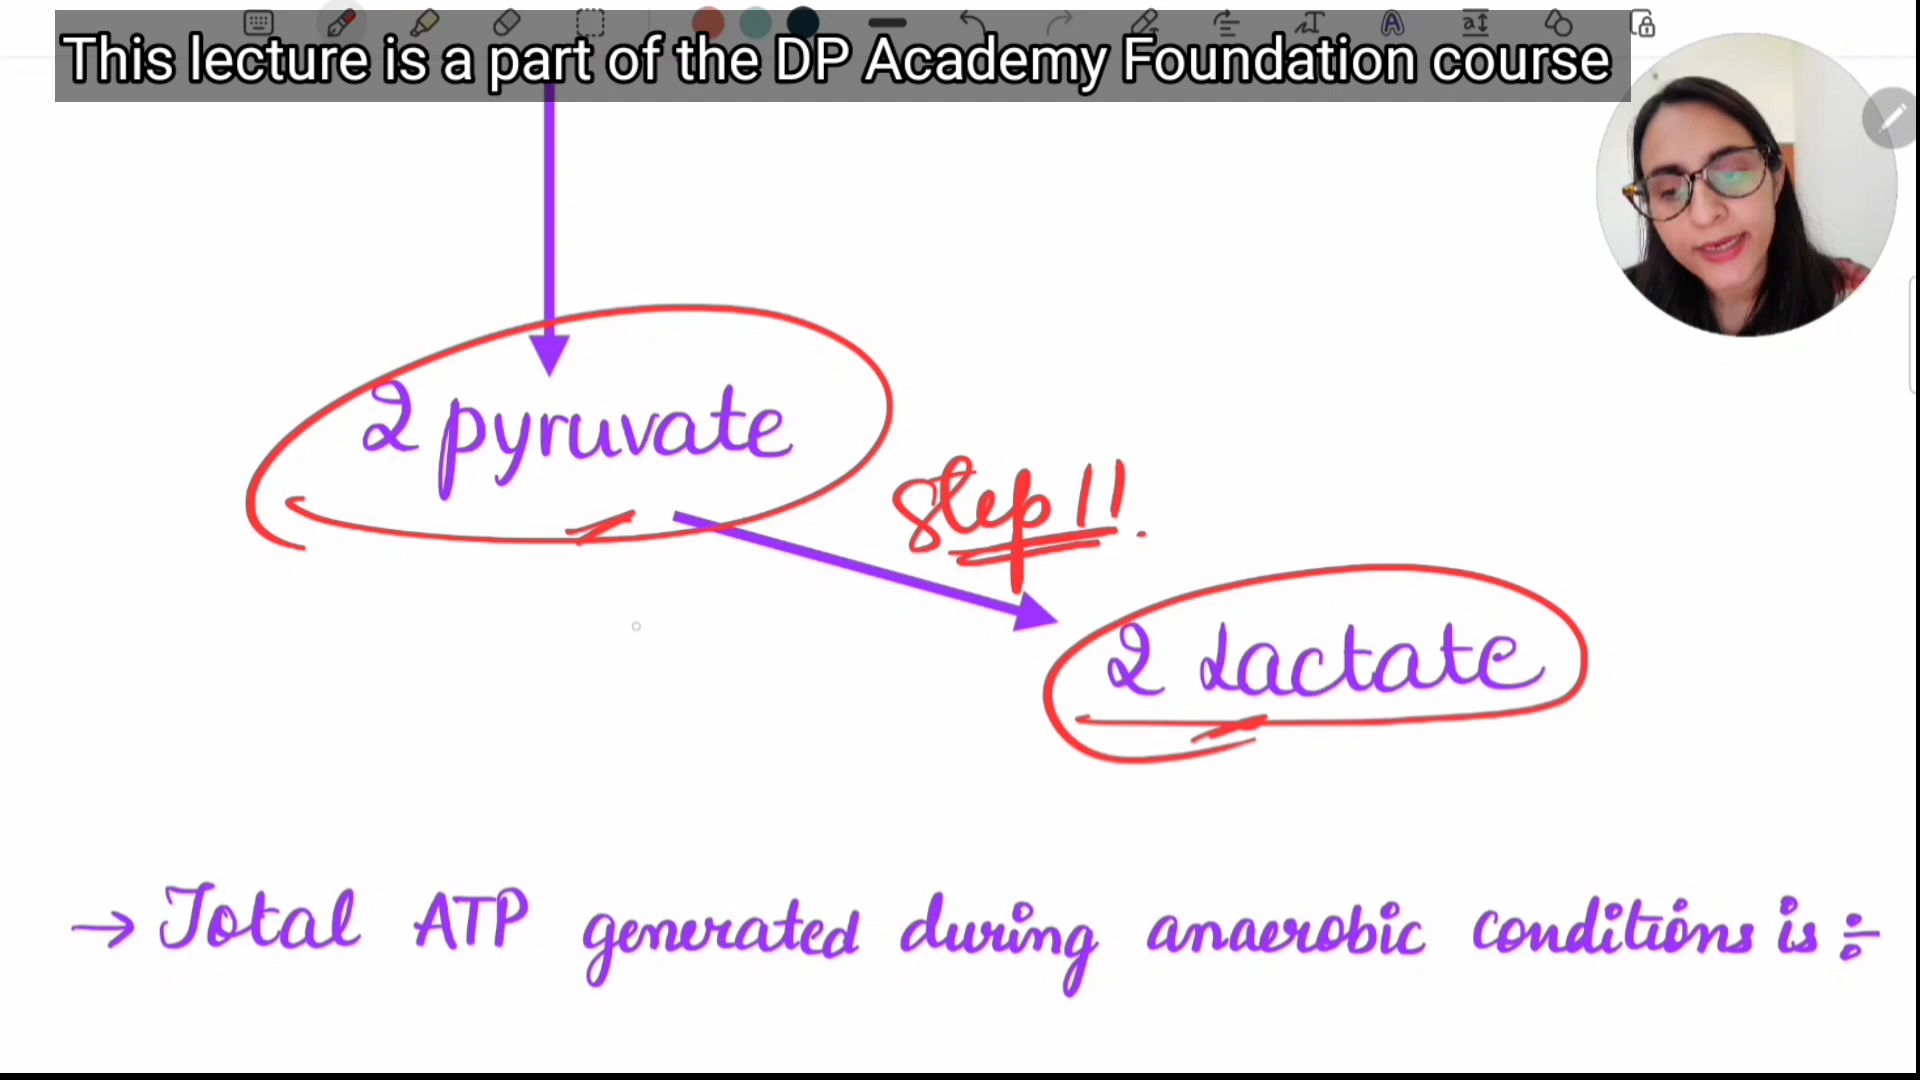 This lecture is a part of the DP Academy Foundation course
2 pyruvate
Step 11.
2 Lactate
→ Total ATP generated during anaerobic conditions is ÷